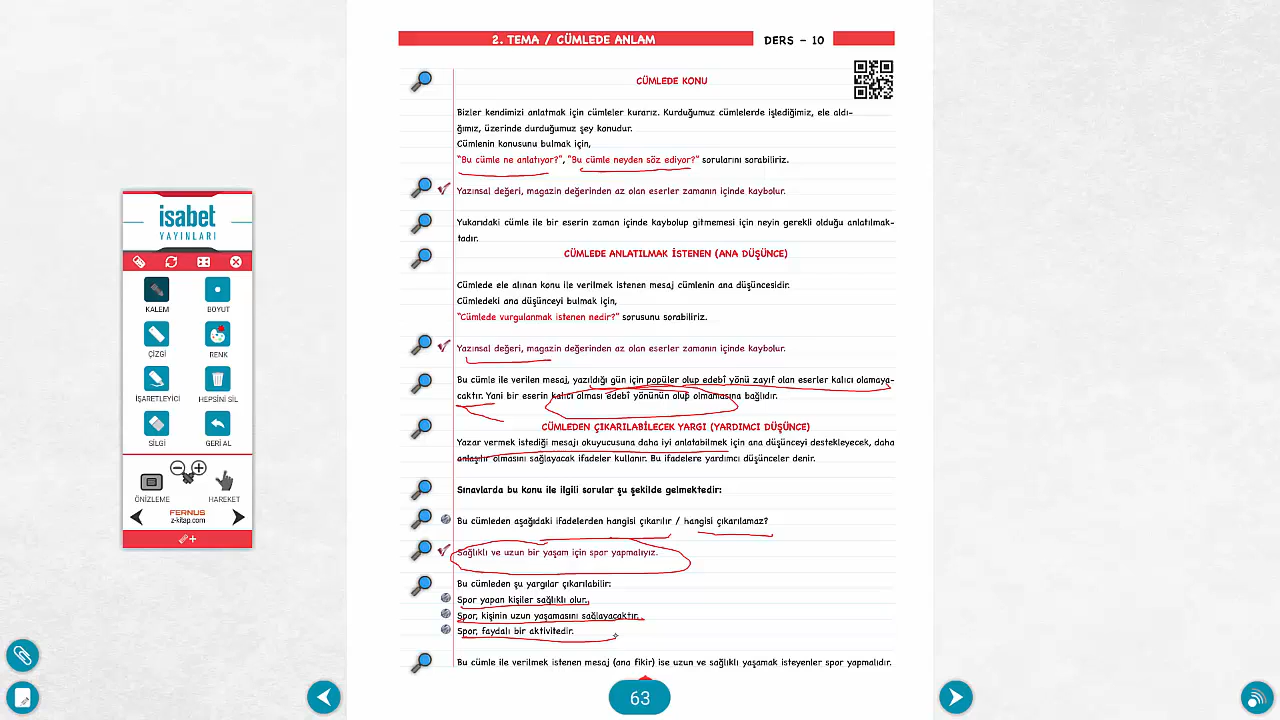 2. TEMA / CÜMLEDE ANLAM
DERS - 10
CÜMLEDE KONU
Bizler kendimizi anlatmak için cümleler kurarız. Kurduğumuz cümlelerde işlediğimiz, ele aldı-
ğımız, üzerinde durduğumuz şey konudur.
Cümlenin konusunu bulmak için,
"Bu cümle ne anlatıyor?", "Bu cümle neyden söz ediyor?" sorularını sorabiliriz.
Yazınsal değeri, magazin değerinden az olan eserler zamanın içinde kaybolur.
Yukarıdaki cümle ile bir eserin zaman içinde kaybolup gitmemesi için neyin gerekli olduğu anlatılmak-
tadır.
CÜMLEDE ANLATILMAK İSTENEN (ANA DÜŞÜNCE)
Cümlede ele alınan konu ile verilmek istenen mesaj cümlenin ana düşüncesidir.
Cümledeki ana düşünceyi bulmak için,
"Cümlede vurgulanmak istenen nedir?" sorusunu sorabiliriz.
Yazınsal değeri, magazin değerinden az olan eserler zamanın içinde kaybolur.
Bu cümle ile verilen mesaj, yazıldığı gün için popüler olup edebî yönü zayıf olan eserler kalıcı olamaya-
caktır. Yani bir eserin kalıcı olması edebî yönünün olup olmamasına bağlıdır.
CÜMLEDEN ÇIKARILABİLECEK YARGI (YARDIMCI DÜŞÜNCE)
Yazar vermek istediği mesajı okuyucusuna daha iyi anlatabilmek için ana düşünceyi destekleyecek, daha
anlaşılır olmasını sağlayacak ifadeler kullanır. Bu ifadelere yardımcı düşünceler denir.
Sınavlarda bu konu ile ilgili sorular şu şekilde gelmektedir:
Bu cümleden aşağıdaki ifadelerden hangisi çıkarılır / hangisi çıkarılamaz?
Sağlıklı ve uzun bir yaşam için spor yapmalıyız.
Bu cümleden şu yargılar çıkarılabilir:
Spor yapan kişiler sağlıklı olur.
Spor, kişinin uzun yaşamasını sağlayacaktır.
Spor, faydalı bir aktivitedir.
Bu cümle ile verilmek istenen mesaj (ana fikir) ise uzun ve sağlıklı yaşamak isteyenler spor yapmalıdır.
63
isabet
YAYINLARI
KALEM
BOYUT
ÇİZGİ
RENK
İŞARETLEYİCİ
HEPSİNİ SİL
SİLGİ
GERİ AL
ÖNİZLEME
HAREKET
FERNUS
z-kitap.com